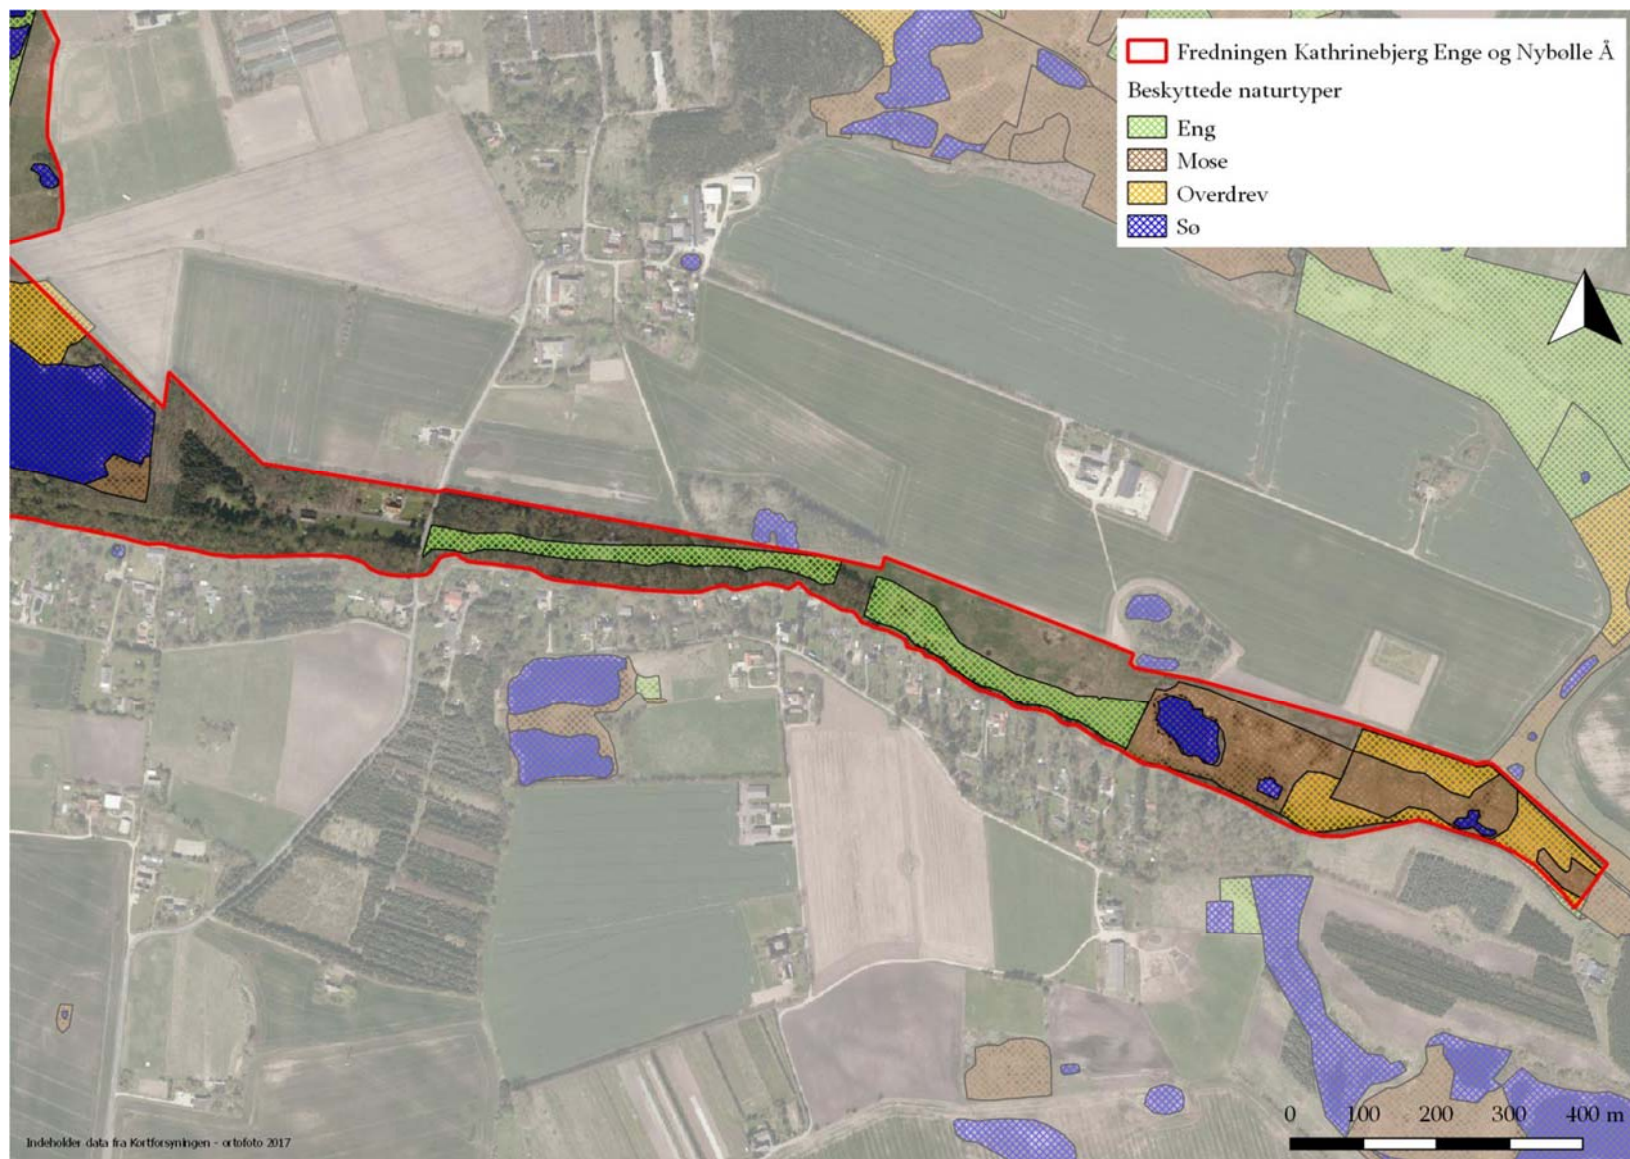 Fredningen Kathrinebjerg Enge og Nybølle Å
Beskyttede naturtyper
Eng
Mose
Overdrev
Sø
0 100 200 300 400 m
Indeholder data fra Kortforsyningen - ortofoto 2017